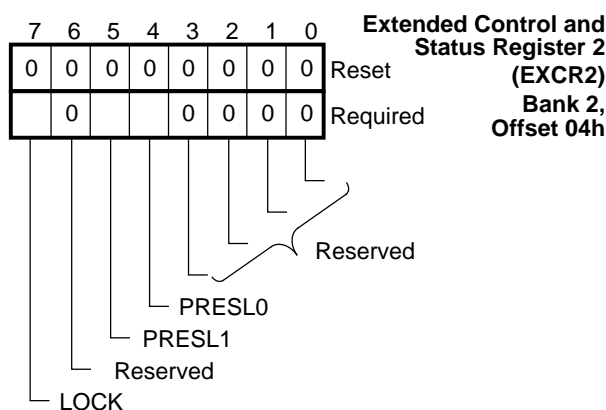 Extended Control and
Status Register 2
(EXCR2)
Bank 2,
Offset 04h
7 6 5 4 3 2 1 0
0 0 0 0 0 0 0 0 Reset
0 0 0 0 0 Required
Reserved
PRESL0
PRESL1
Reserved
LOCK